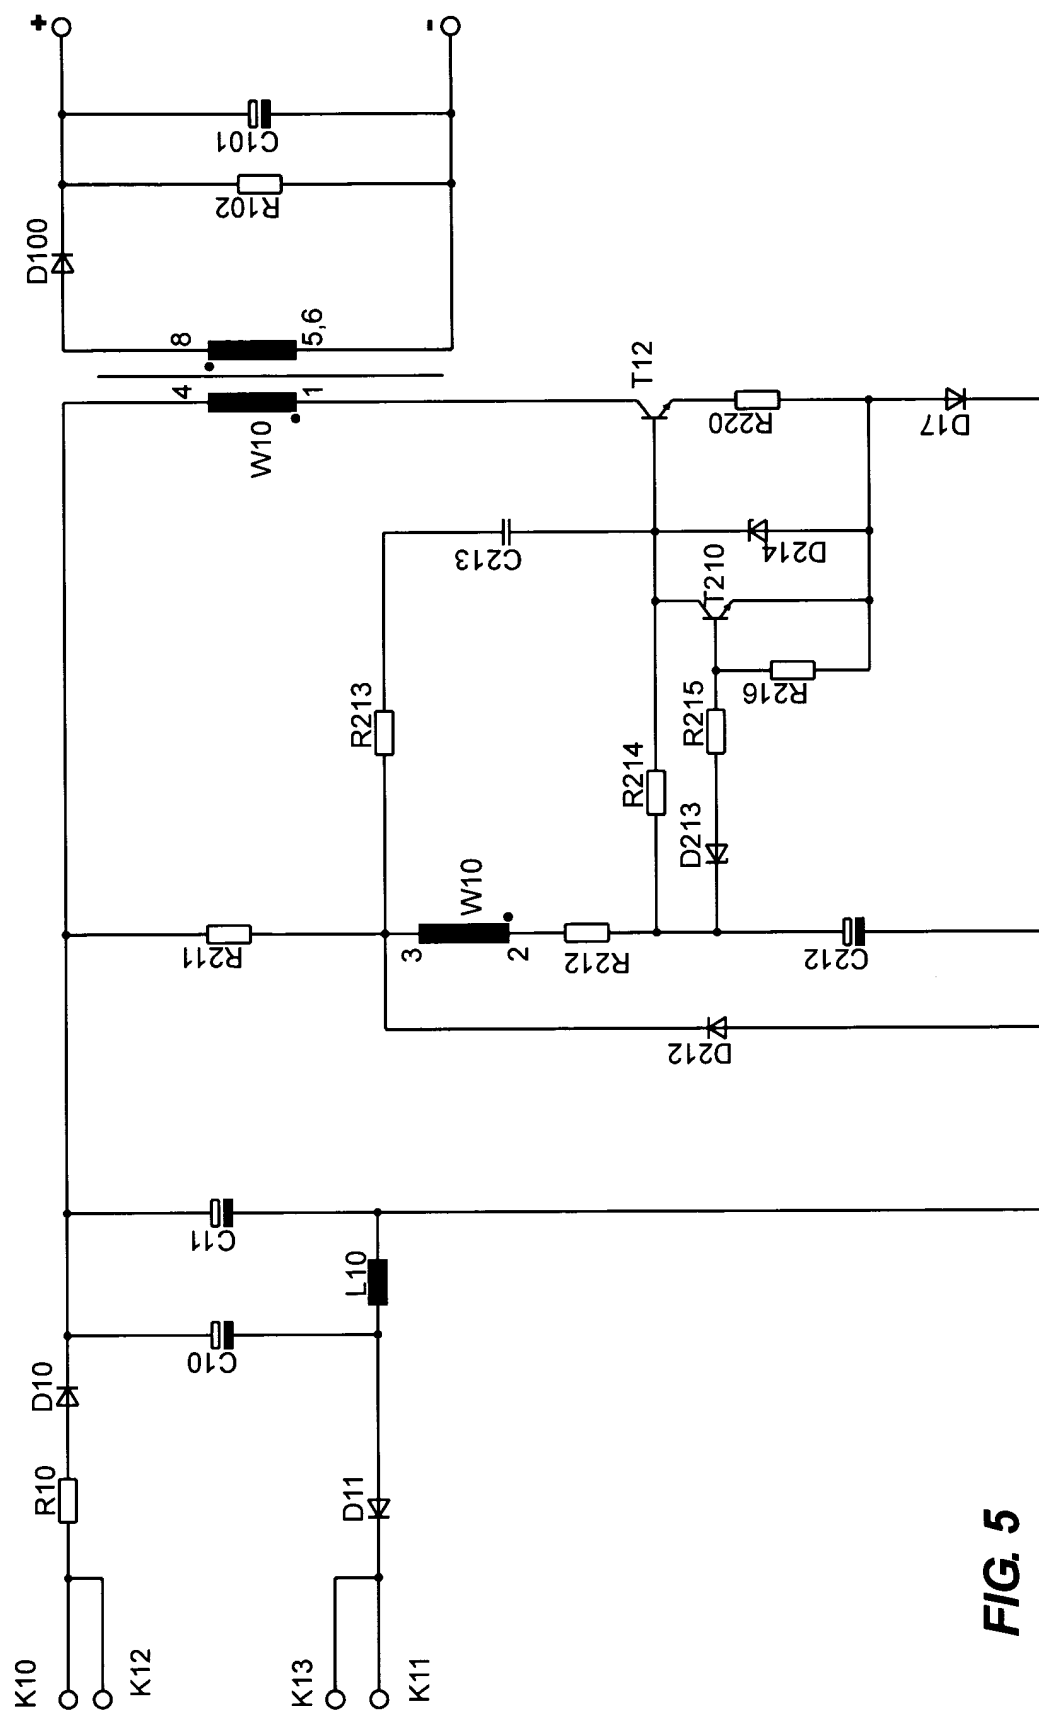 K10
K12
K13
K11
R10
D10
D11
C10
L10
C11
D212
R211
3
W10
2
R212
C212
R213
R214
D213
R215
R216
T210
C213
D214
W10
4
1
8
5,6
T12
R220
D17
D100
R102
C101
+
-
FIG. 5